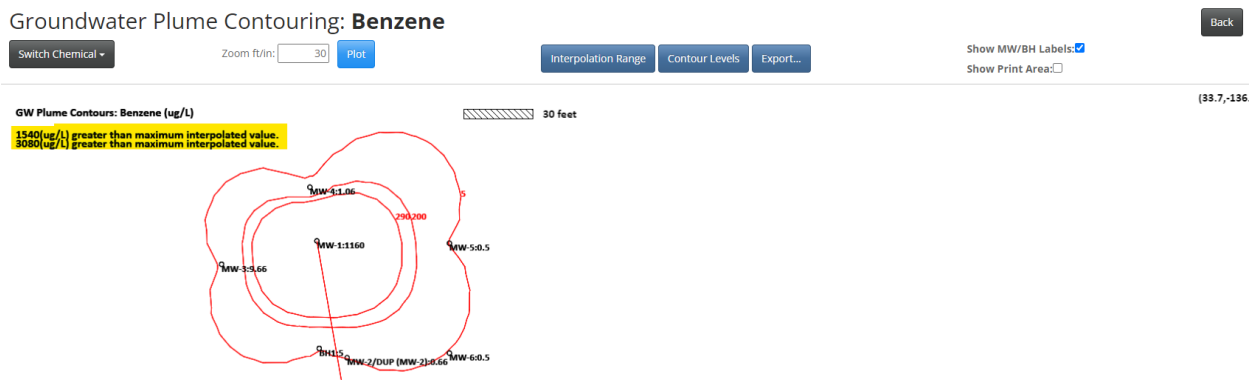 Groundwater Plume Contouring: Benzene
Back
Switch Chemical
Zoom ft/in: 30 Plot
Interpolation Range
Contour Levels
Export...
Show MW/BH Labels:
Show Print Area:
(33.7,-136.
GW Plume Contours: Benzene (ug/L)
30 feet
1540(ug/L) greater than maximum interpolated value.
3080(ug/L) greater than maximum interpolated value.
MW-4:1.06
5
290 200
MW-1:1160
MW-5:0.5
MW-3:9.66
BH1:5
MW-2/DUP (MW-2):0.66
MW-6:0.5